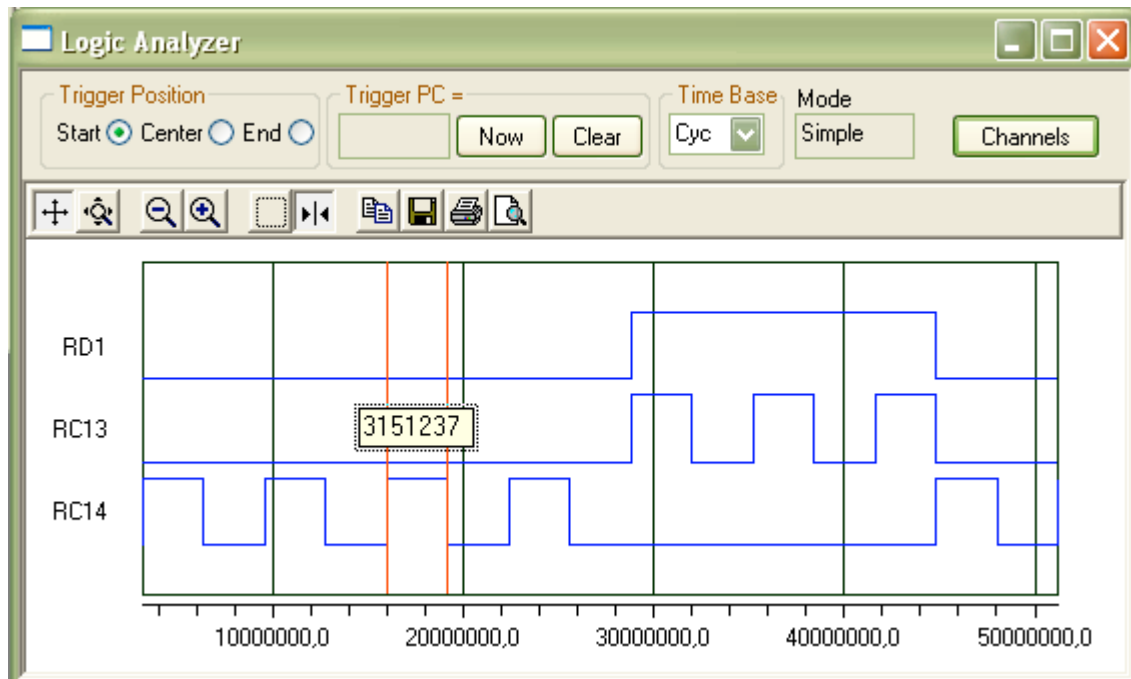 Logic Analyzer
Trigger Position
Start Center End
Trigger PC =
Now Clear
Time Base
Cyc
Mode
Simple
Channels
RD1
RC13
3151237
RC14
10000000,0 20000000,0 30000000,0 40000000,0 50000000,0